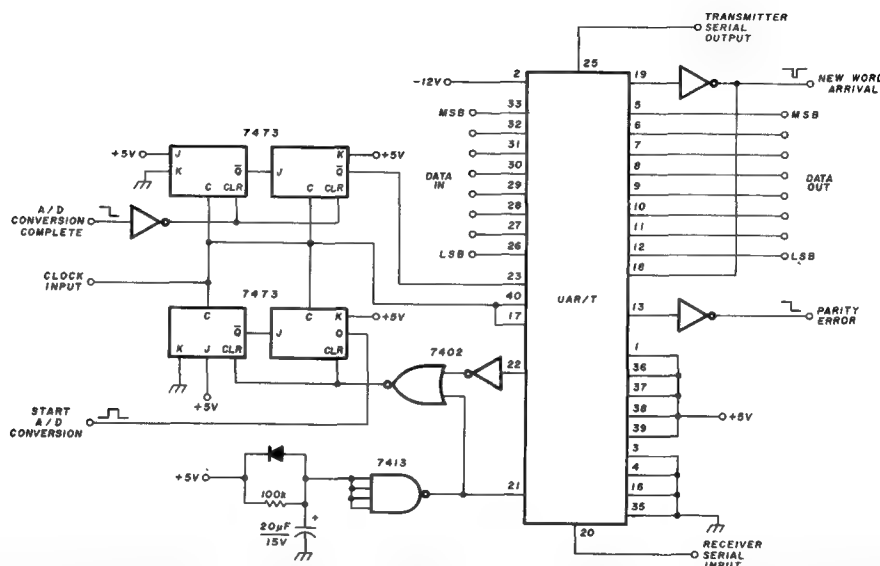 TRANSMITTER
SERIAL
OUTPUT
25
-12V
2
19
NEW WORD
ARRIVAL
MSB
33
5
MSB
32
6
7473
31
7
+5V
J
K
+5V
30
8
Q
J
Q
K
DATA
IN
29
9
DATA
OUT
C
CLR
C
CLR
28
10
A/D
CONVERSION
COMPLETE
27
11
LSB
26
12
LSB
23
18
CLOCK
INPUT
40
UAR/T
17
13
PARITY
ERROR
7473
C
K
+5V
Q
J
Q
K
J
CLR
CLR
7402
22
1
36
37
+5V
38
+5V
39
START
A/D
CONVERSION
3
7413
4
+5V
21
16
100k
35
20µF
15V
+
20
RECEIVER
SERIAL
INPUT